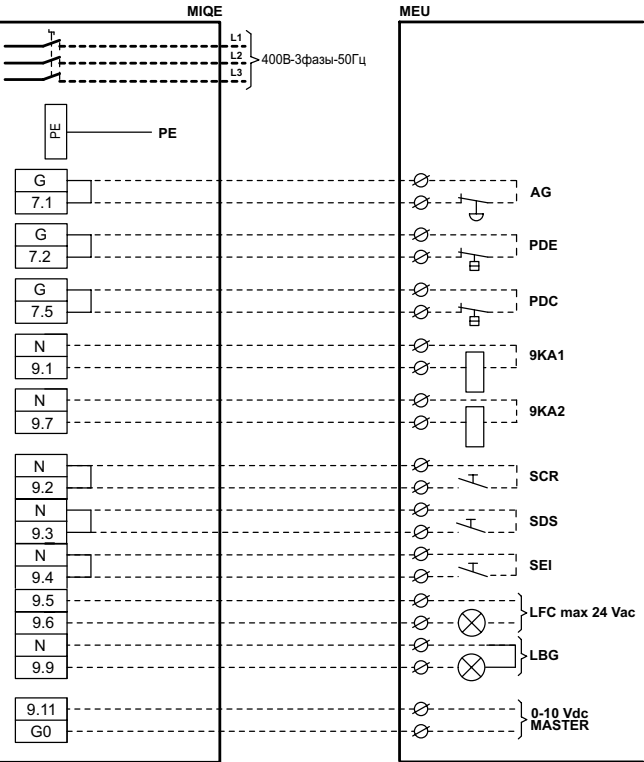 MIQE MEU
L1
L2
L3
400В-3фазы-50Гц
PE PE
G
7.1
AG
G
7.2
PDE
G
7.5
PDC
N
9.1
9KA1
N
9.7
9KA2
N
9.2
SCR
N
9.3
SDS
N
9.4
SEI
9.5
9.6
LFC max 24 Vac
N
9.9
LBG
9.11
G0
0-10 Vdc
MASTER